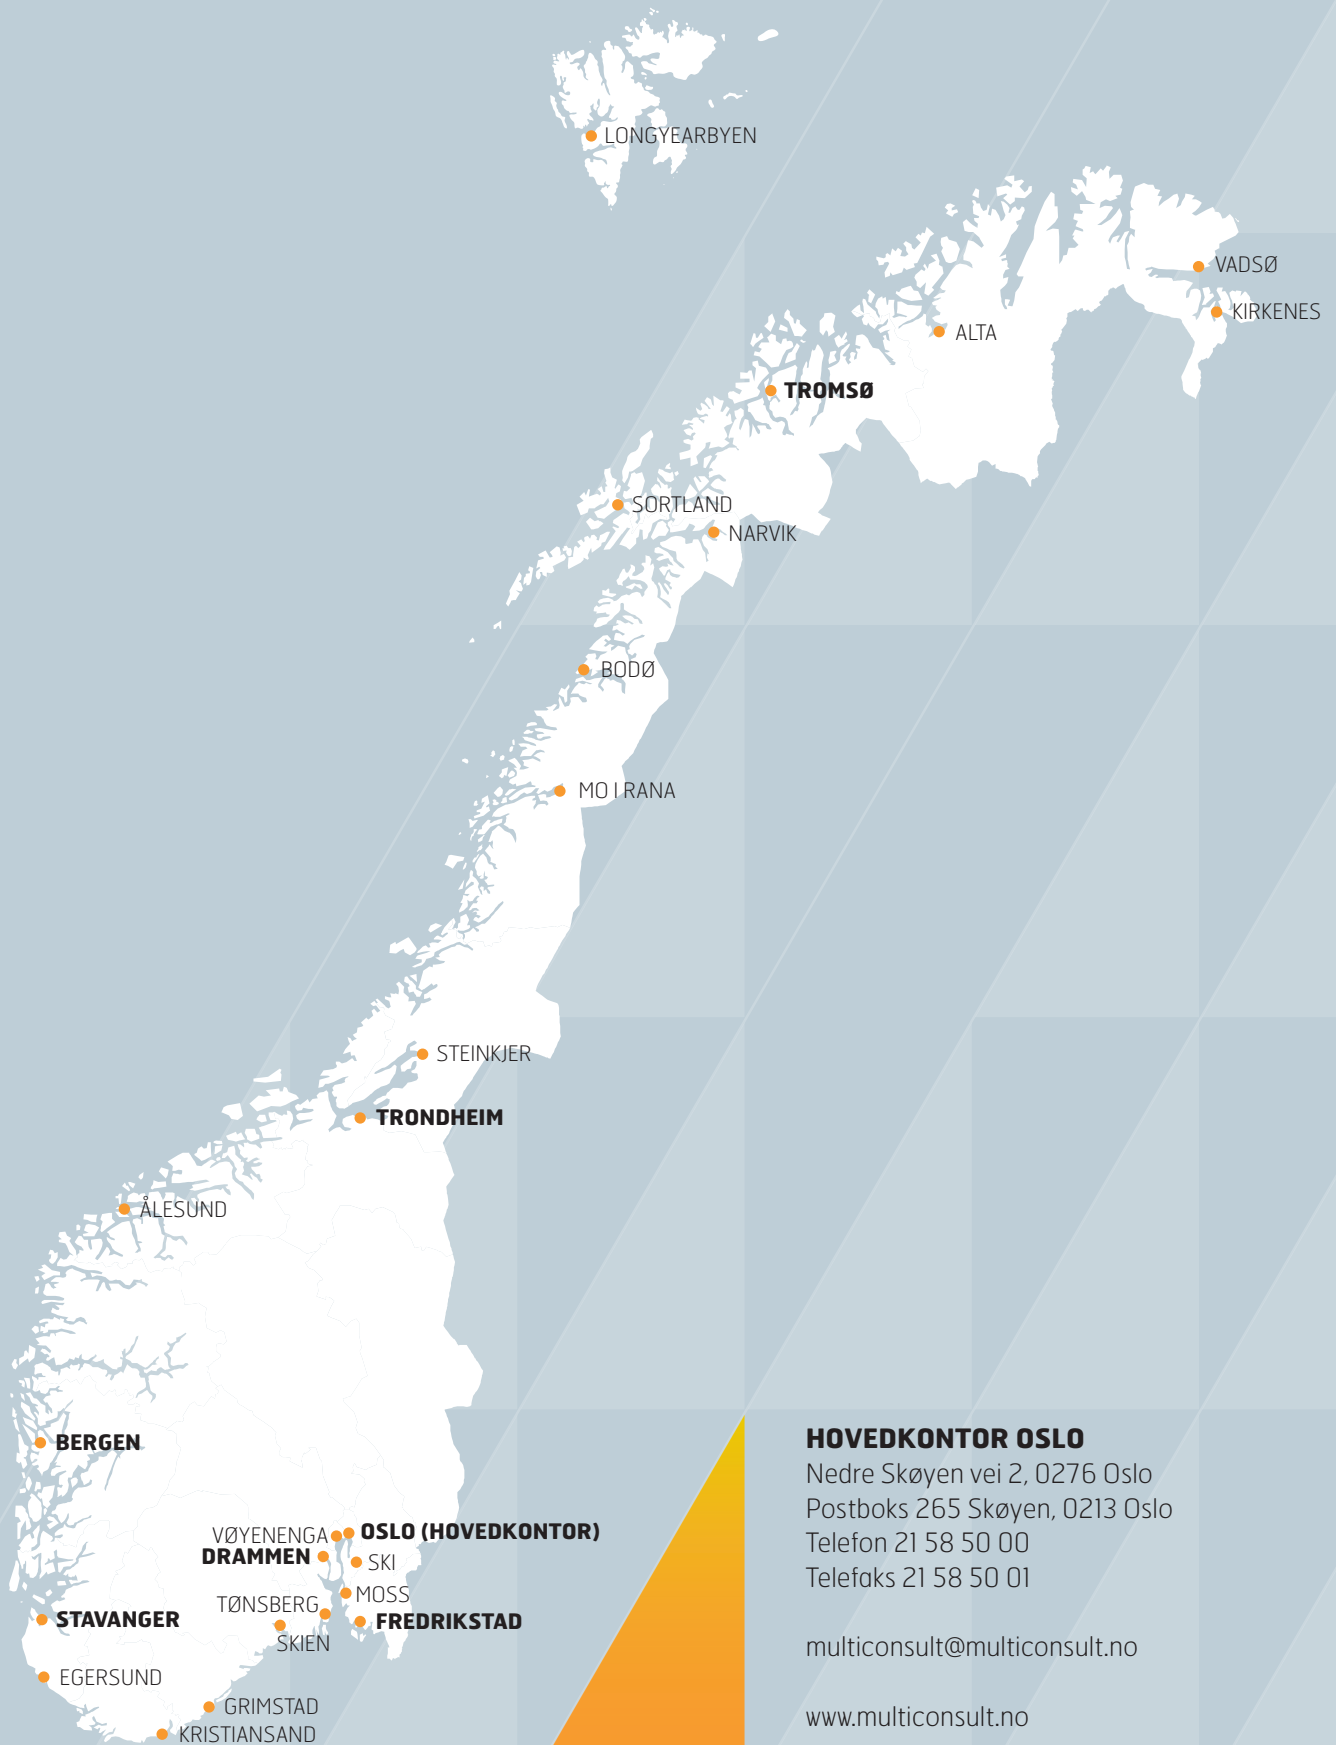 LONGYEARBYEN
VADSØ
KIRKENES
ALTA
TROMSØ
SORTLAND
NARVIK
BODØ
MO I RANA
STEINKJER
TRONDHEIM
ÅLESUND
BERGEN
VØYENENGA
OSLO (HOVEDKONTOR)
DRAMMEN
SKI
MOSS
TØNSBERG
STAVANGER
FREDRIKSTAD
SKIEN
EGERSUND
GRIMSTAD
KRISTIANSAND
HOVEDKONTOR OSLO
Nedre Skøyen vei 2, 0276 Oslo
Postboks 265 Skøyen, 0213 Oslo
Telefon 21 58 50 00
Telefaks 21 58 50 01
multiconsult@multiconsult.no
www.multiconsult.no